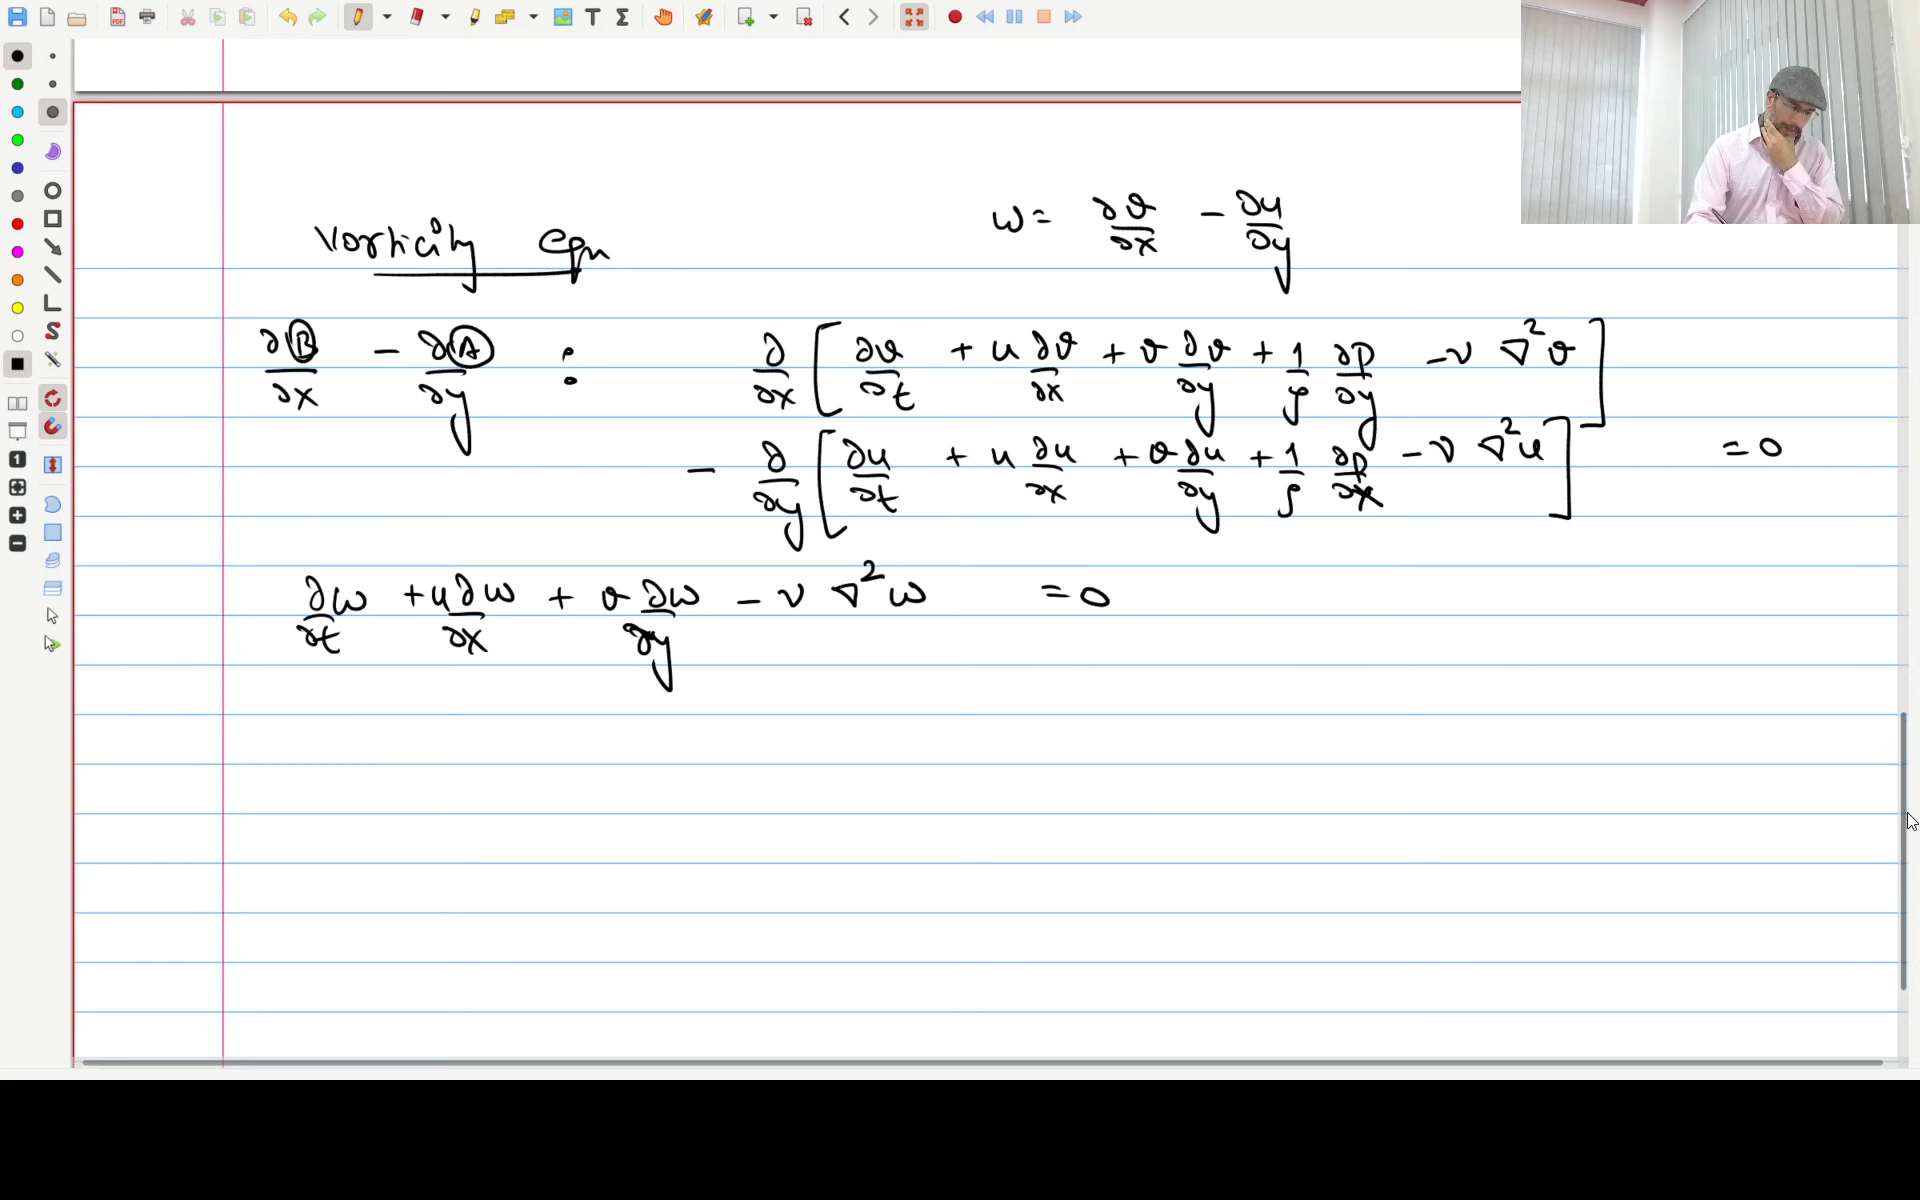 Vorticity eqn
ω = ∂v/∂x − ∂u/∂y
∂Ⓑ/∂x − ∂Ⓐ/∂y : ∂/∂x [ ∂v/∂t + u ∂v/∂x + v ∂v/∂y + 1/ρ ∂p/∂y − ν ∇²v ]
− ∂/∂y [ ∂u/∂t + u ∂u/∂x + v ∂u/∂y + 1/ρ ∂p/∂x − ν ∇²u ] = 0
∂ω/∂t + u ∂ω/∂x + v ∂ω/∂y − ν ∇²ω = 0